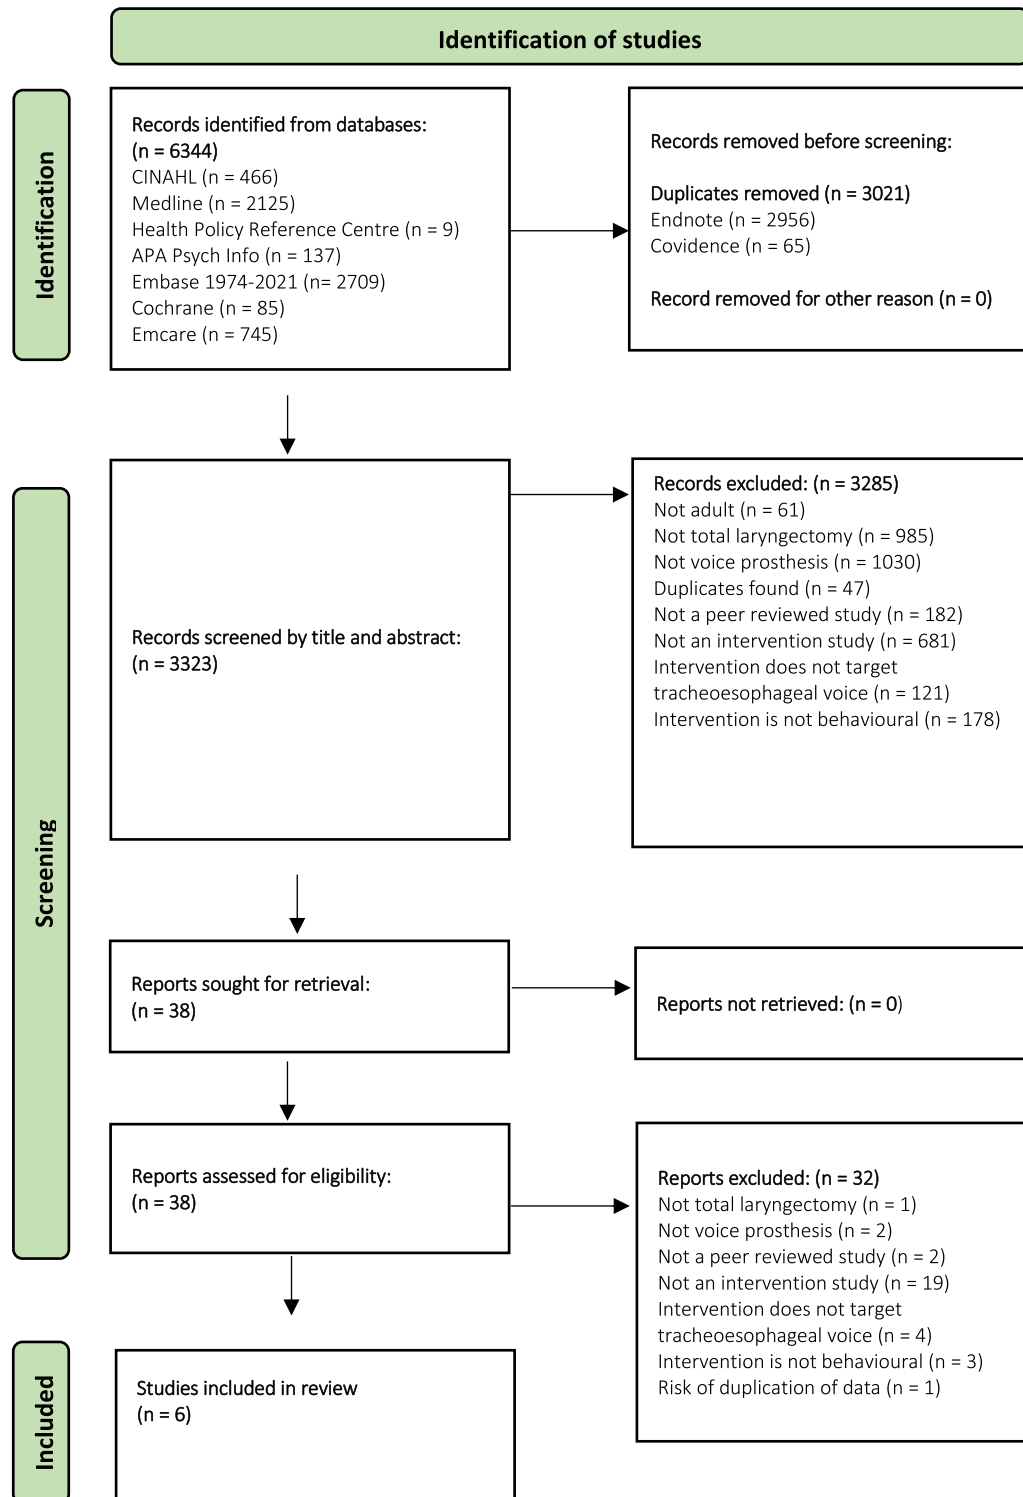 Identification of studies
Identification
Records identified from databases:
(n = 6344)
CINAHL (n = 466)
Medline (n = 2125)
Health Policy Reference Centre (n = 9)
APA Psych Info (n = 137)
Embase 1974-2021 (n= 2709)
Cochrane (n = 85)
Emcare (n = 745)
Records removed before screening:
Duplicates removed (n = 3021)
Endnote (n = 2956)
Covidence (n = 65)
Record removed for other reason (n = 0)
Screening
Records screened by title and abstract:
(n = 3323)
Records excluded: (n = 3285)
Not adult (n = 61)
Not total laryngectomy (n = 985)
Not voice prosthesis (n = 1030)
Duplicates found (n = 47)
Not a peer reviewed study (n = 182)
Not an intervention study (n = 681)
Intervention does not target
tracheoesophageal voice (n = 121)
Intervention is not behavioural (n = 178)
Reports sought for retrieval:
(n = 38)
Reports not retrieved: (n = 0)
Reports assessed for eligibility:
(n = 38)
Reports excluded: (n = 32)
Not total laryngectomy (n = 1)
Not voice prosthesis (n = 2)
Not a peer reviewed study (n = 2)
Not an intervention study (n = 19)
Intervention does not target
tracheoesophageal voice (n = 4)
Intervention is not behavioural (n = 3)
Risk of duplication of data (n = 1)
Included
Studies included in review
(n = 6)